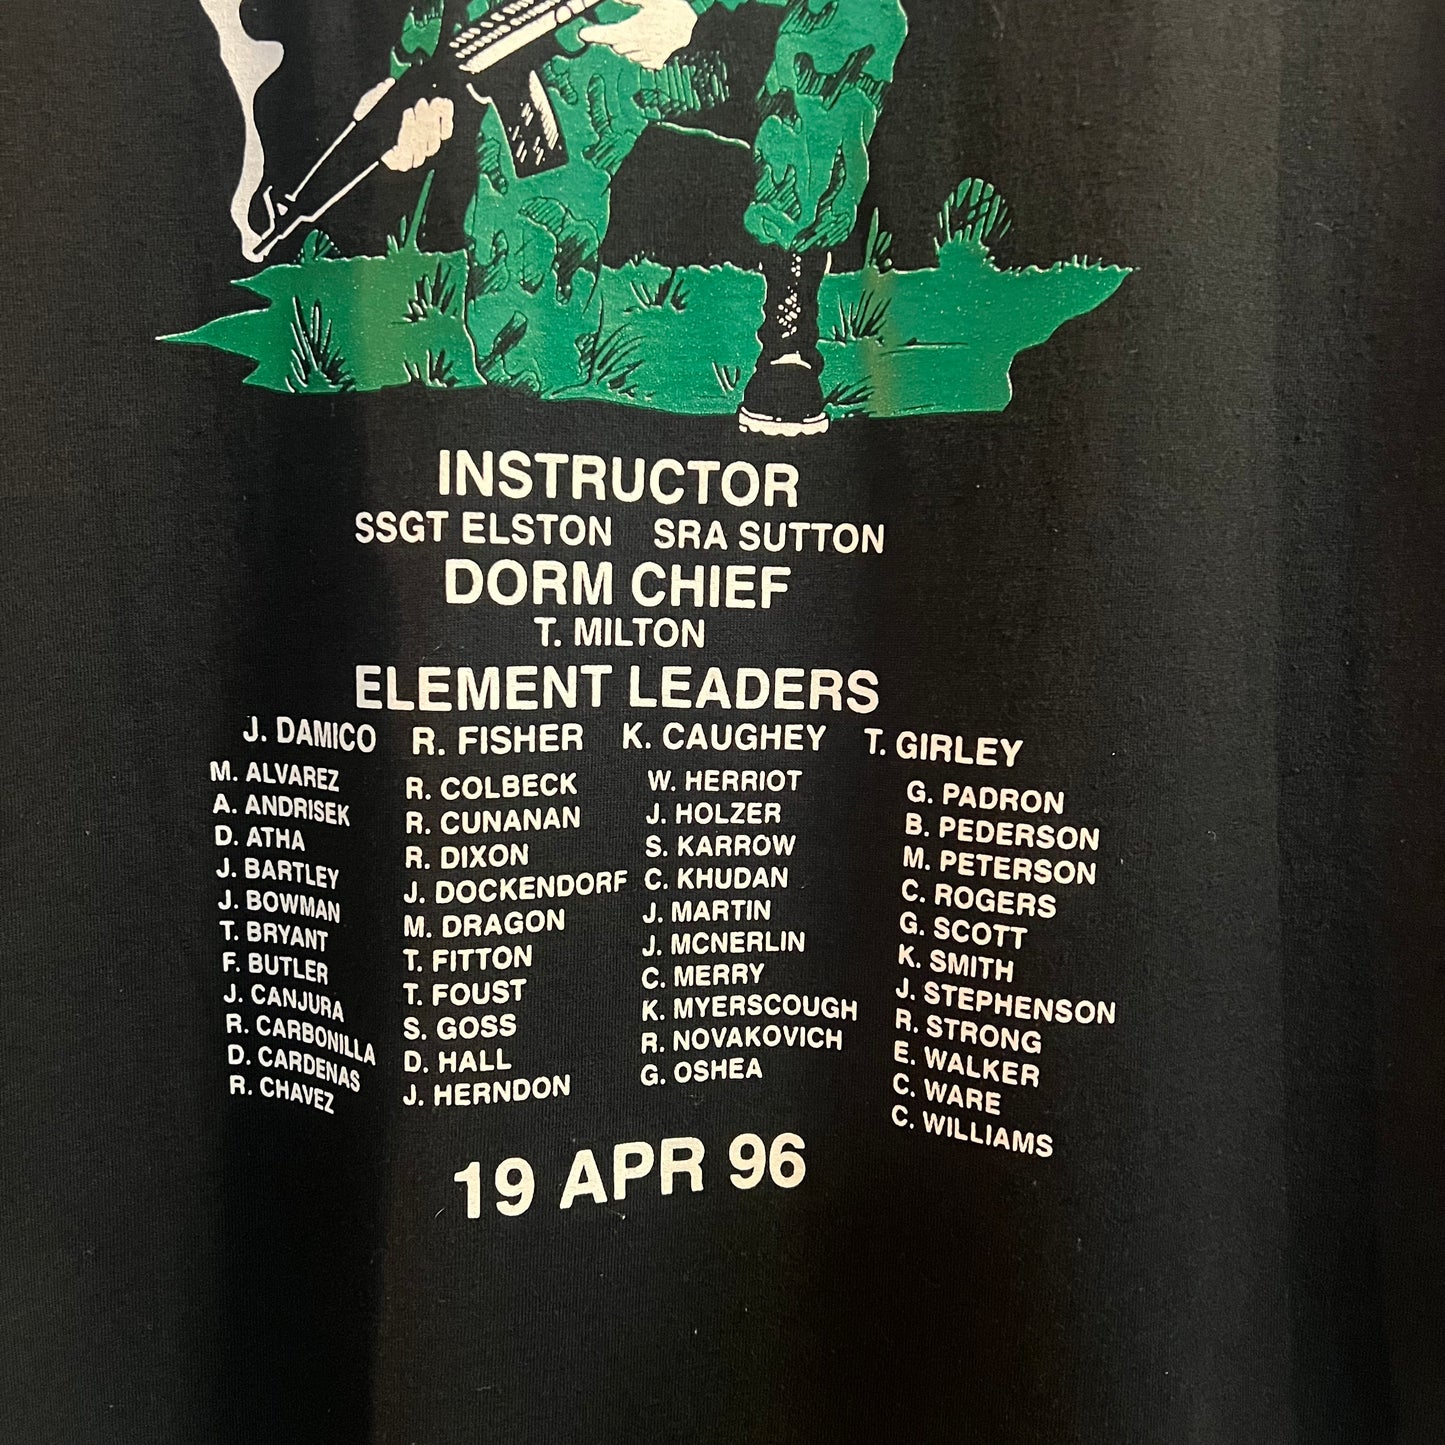 INSTRUCTOR
SSGT ELSTON SRA SUTTON
DORM CHIEF
T. MILTON
ELEMENT LEADERS
J. DAMICO R. FISHER K. CAUGHEY T. GIRLEY
M. ALVAREZ
A. ANDRISEK
D. ATHA
J. BARTLEY
J. BOWMAN
T. BRYANT
F. BUTLER
J. CANJURA
R. CARBONILLA
D. CARDENAS
R. CHAVEZ
R. COLBECK
R. CUNANAN
R. DIXON
J. DOCKENDORF
M. DRAGON
T. FITTON
T. FOUST
S. GOSS
D. HALL
J. HERNDON
W. HERRIOT
J. HOLZER
S. KARROW
C. KHUDAN
J. MARTIN
J. MCNERLIN
C. MERRY
K. MYERSCOUGH
R. NOVAKOVICH
G. OSHEA
G. PADRON
B. PEDERSON
M. PETERSON
C. ROGERS
G. SCOTT
K. SMITH
J. STEPHENSON
R. STRONG
E. WALKER
C. WARE
C. WILLIAMS
19 APR 96